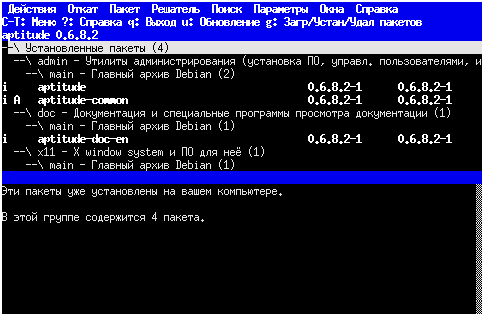 Действия Откат Пакет Решатель Поиск Параметры Окна Справка
C-T: Меню ?: Справка q: Выход u: Обновление g: Загр/Устан/Удал пакетов
aptitude 0.6.8.2
--\ Установленные пакеты (4)
--\ admin - Утилиты администрирования (установка ПО, управл. пользователями, и
--\ main - Главный архив Debian (2)
i aptitude 0.6.8.2-1 0.6.8.2-1
i A aptitude-common 0.6.8.2-1 0.6.8.2-1
--\ doc - Документация и специальные программы просмотра документации (1)
--\ main - Главный архив Debian (1)
i aptitude-doc-en 0.6.8.2-1 0.6.8.2-1
--\ x11 - X window system и ПО для неё (1)
--\ main - Главный архив Debian (1)
Эти пакеты уже установлены на вашем компьютере.
В этой группе содержится 4 пакета.